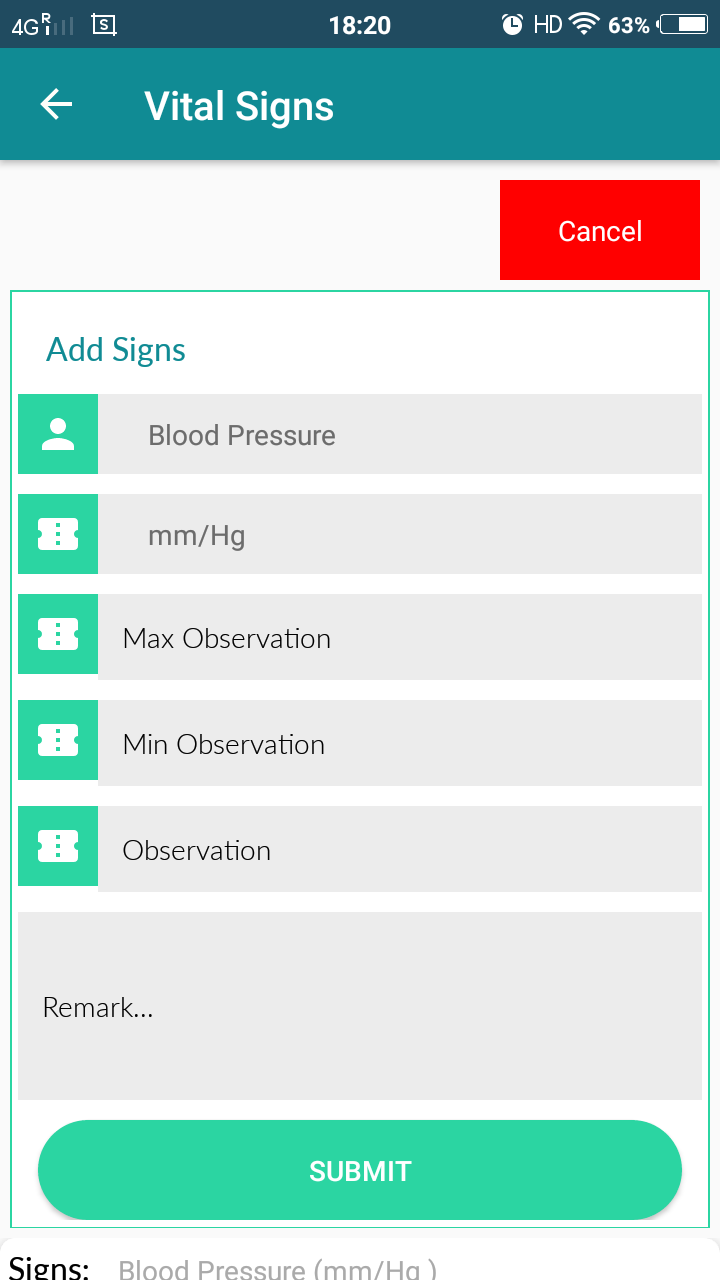 4G R S 18:20 HD 63%
Vital Signs
Cancel
Add Signs
Blood Pressure
mm/Hg
Max Observation
Min Observation
Observation
Remark...
SUBMIT
Signs: Blood Pressure (mm/Hg )